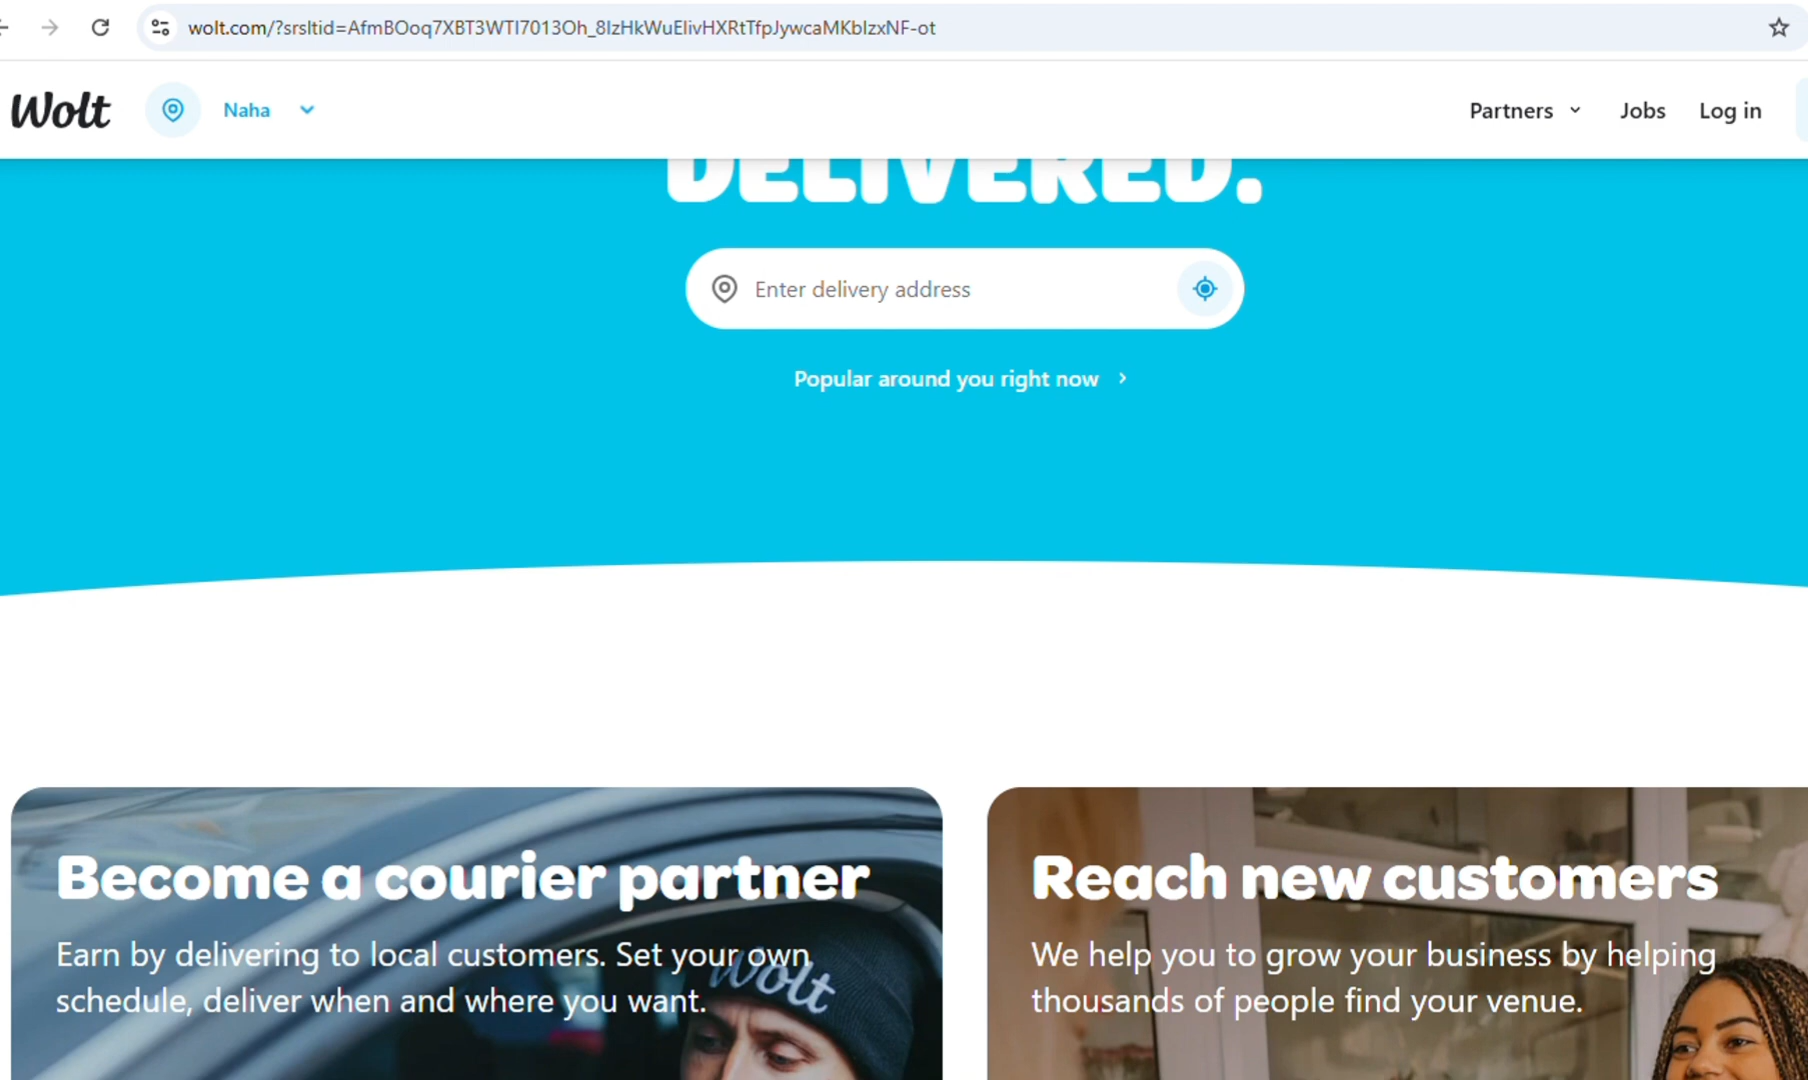 wolt.com/?srsltid=AfmBOoq7XBT3WTI7013Oh_8IzHkWuElivHXRtTfpJywcaMKbIzxNF-ot
Wolt
Naha
Partners
Jobs
Log in
DELIVERED.
Enter delivery address
Popular around you right now
Become a courier partner
Earn by delivering to local customers. Set your own
schedule, deliver when and where you want.
Wolt
Reach new customers
We help you to grow your business by helping
thousands of people find your venue.